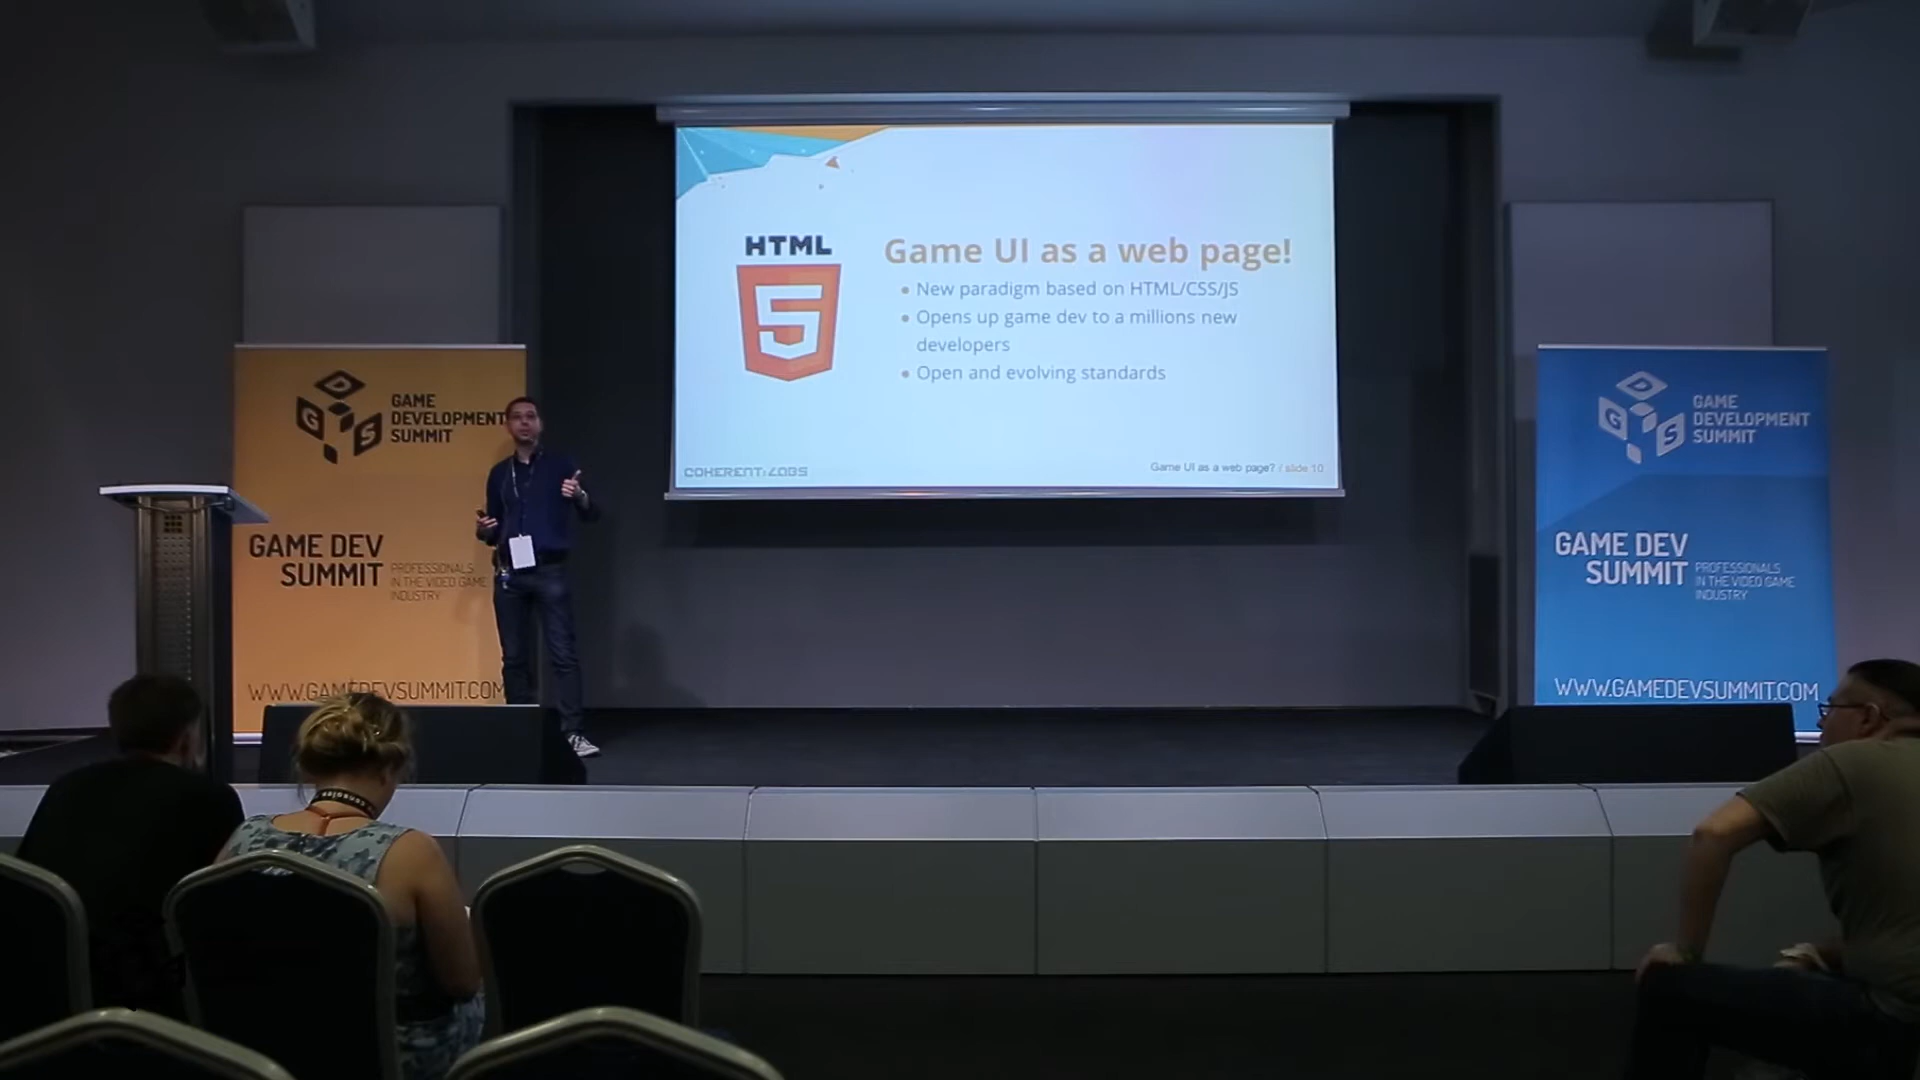 HTML
5
Game UI as a web page!
New paradigm based on HTML/CSS/JS
Opens up game dev to a millions new
developers
Open and evolving standards
COHERENT:LABS
Game UI as a web page? / slide 10
D
G
S
GAME
DEVELOPMENT
SUMMIT
GAME DEV
SUMMIT
PROFESSIONALS
IN THE VIDEO GAME
INDUSTRY
WWW.GAMEDEVSUMMIT.COM
D
G
S
GAME
DEVELOPMENT
SUMMIT
GAME DEV
SUMMIT
PROFESSIONALS
IN THE VIDEO GAME
INDUSTRY
WWW.GAMEDEVSUMMIT.COM